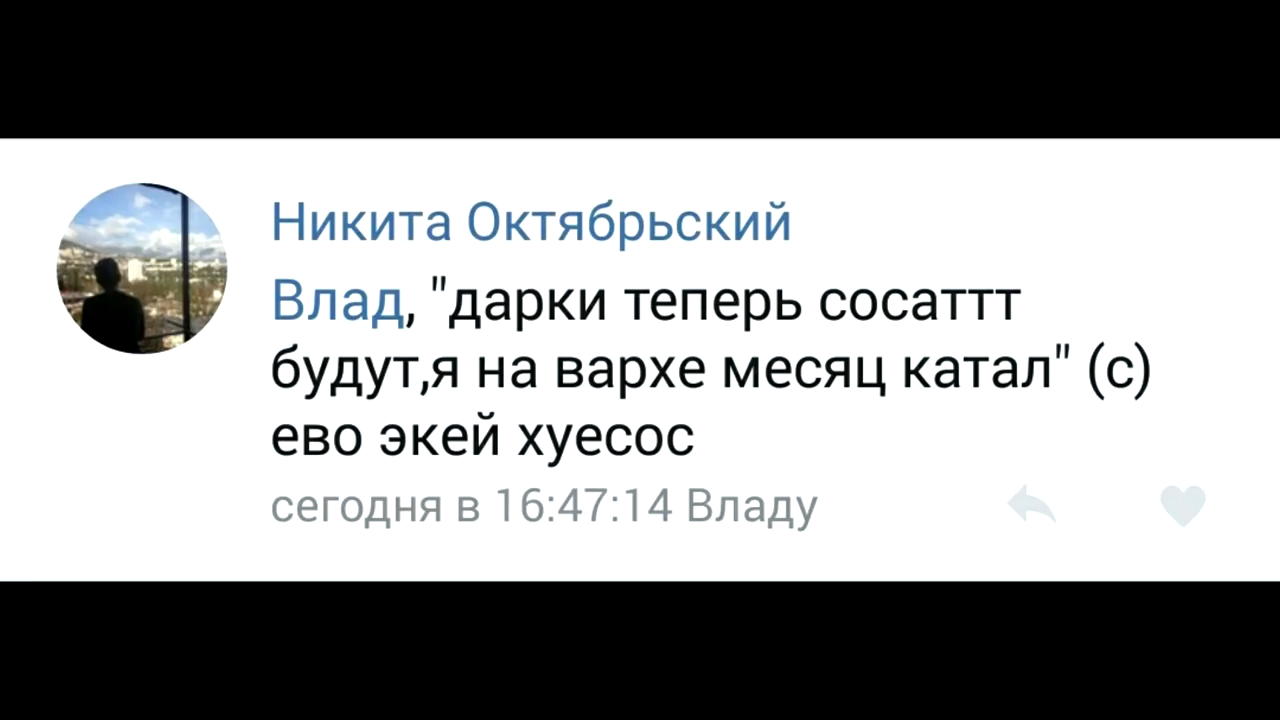 Никита Октябрьский
Влад, "дарки теперь сосаттт
будут,я на вархе месяц катал" (с)
ево экей хуесос
сегодня в 16:47:14 Владу